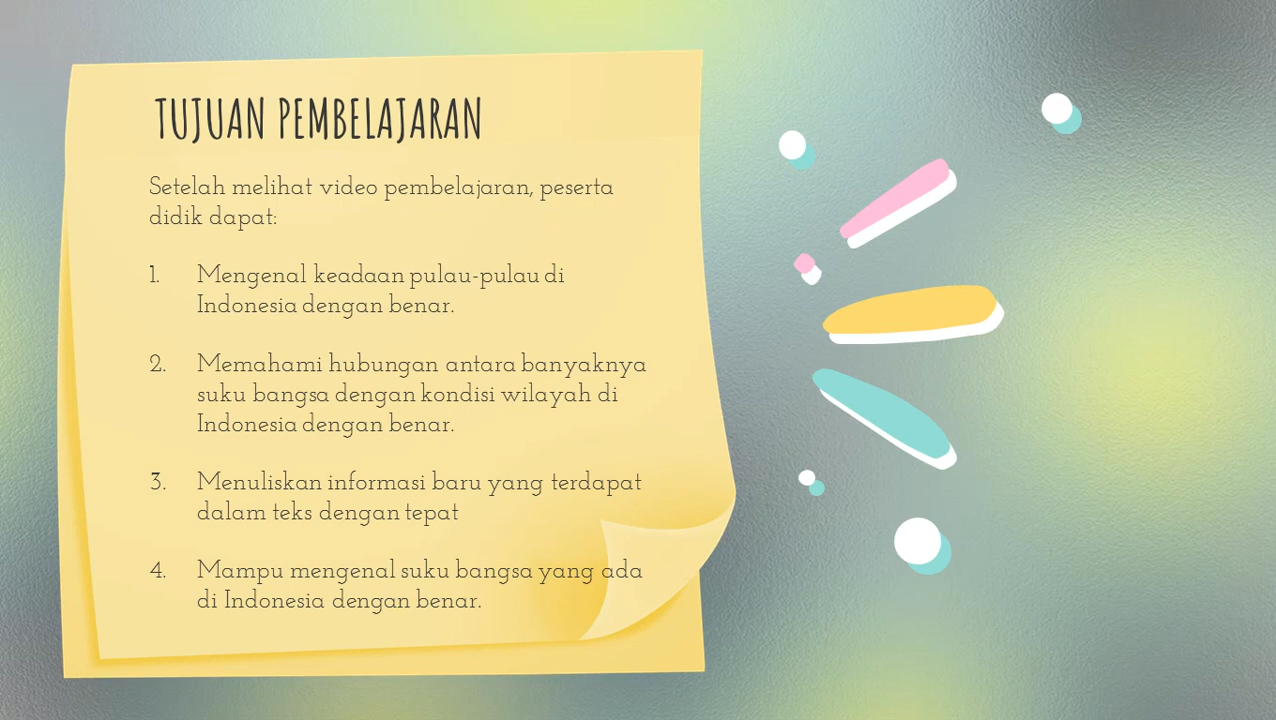 TUJUAN PEMBELAJARAN
Setelah melihat video pembelajaran, peserta
didik dapat:
1. Mengenal keadaan pulau-pulau di
Indonesia dengan benar.
2. Memahami hubungan antara banyaknya
suku bangsa dengan kondisi wilayah di
Indonesia dengan benar.
3. Menuliskan informasi baru yang terdapat
dalam teks dengan tepat
4. Mampu mengenal suku bangsa yang ada
di Indonesia dengan benar.